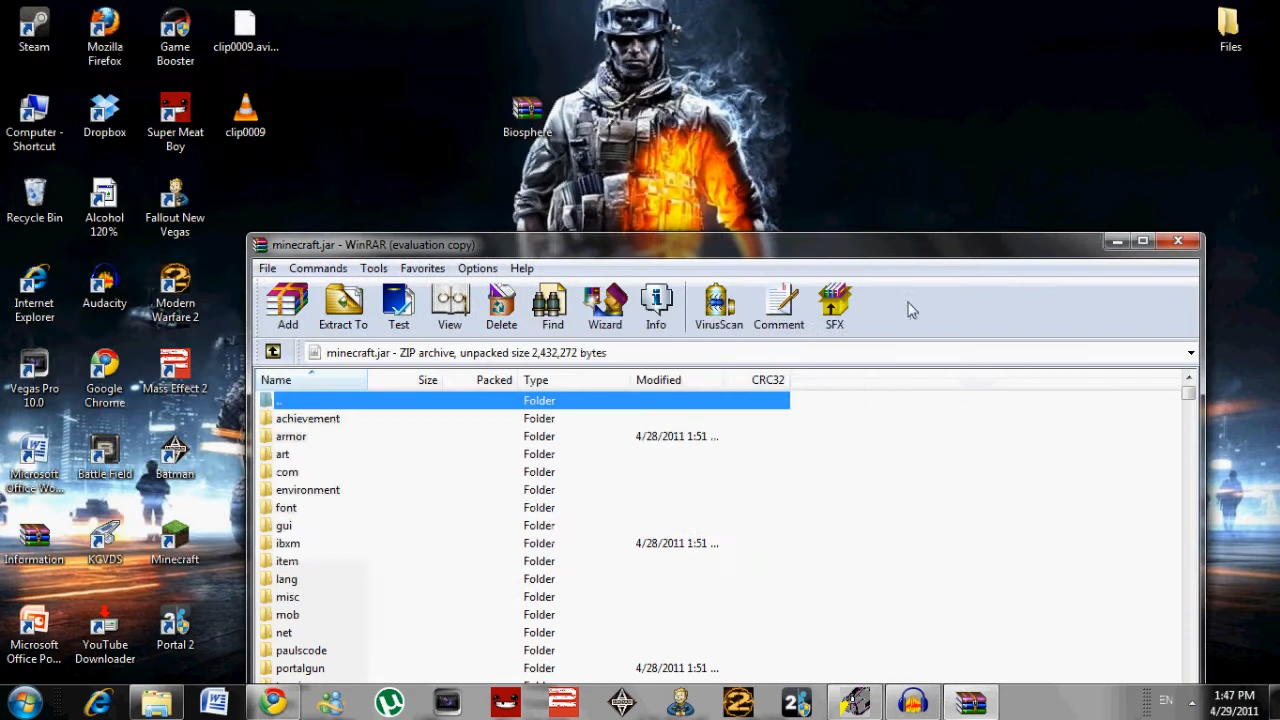 Steam
Mozilla
Firefox
Game
Booster
clip0009.avi...
Files
Computer -
Shortcut
Dropbox
Super Meat
Boy
clip0009
Biosphere
Recycle Bin
Alcohol
120%
Fallout New
Vegas
Internet
Explorer
Audacity
Modern
Warfare 2
Vegas Pro
10.0
Google
Chrome
Mass Effect 2
Microsoft
Office Wo...
Battle Field
Batman
Information
KGVDS
Minecraft
Microsoft
Office Po...
YouTube
Downloader
Portal 2
minecraft.jar - WinRAR (evaluation copy)
File Commands Tools Favorites Options Help
Add Extract To Test View Delete Find Wizard Info VirusScan Comment SFX
minecraft.jar - ZIP archive, unpacked size 2,432,272 bytes
Name Size Packed Type Modified CRC32
.. Folder
achievement Folder
armor Folder 4/28/2011 1:51 ...
art Folder
com Folder
environment Folder
font Folder
gui Folder
ibxm Folder 4/28/2011 1:51 ...
item Folder
lang Folder
misc Folder
mob Folder
net Folder
paulscode Folder
portalgun Folder 4/28/2011 1:51 ...
EN
1:47 PM
4/29/2011